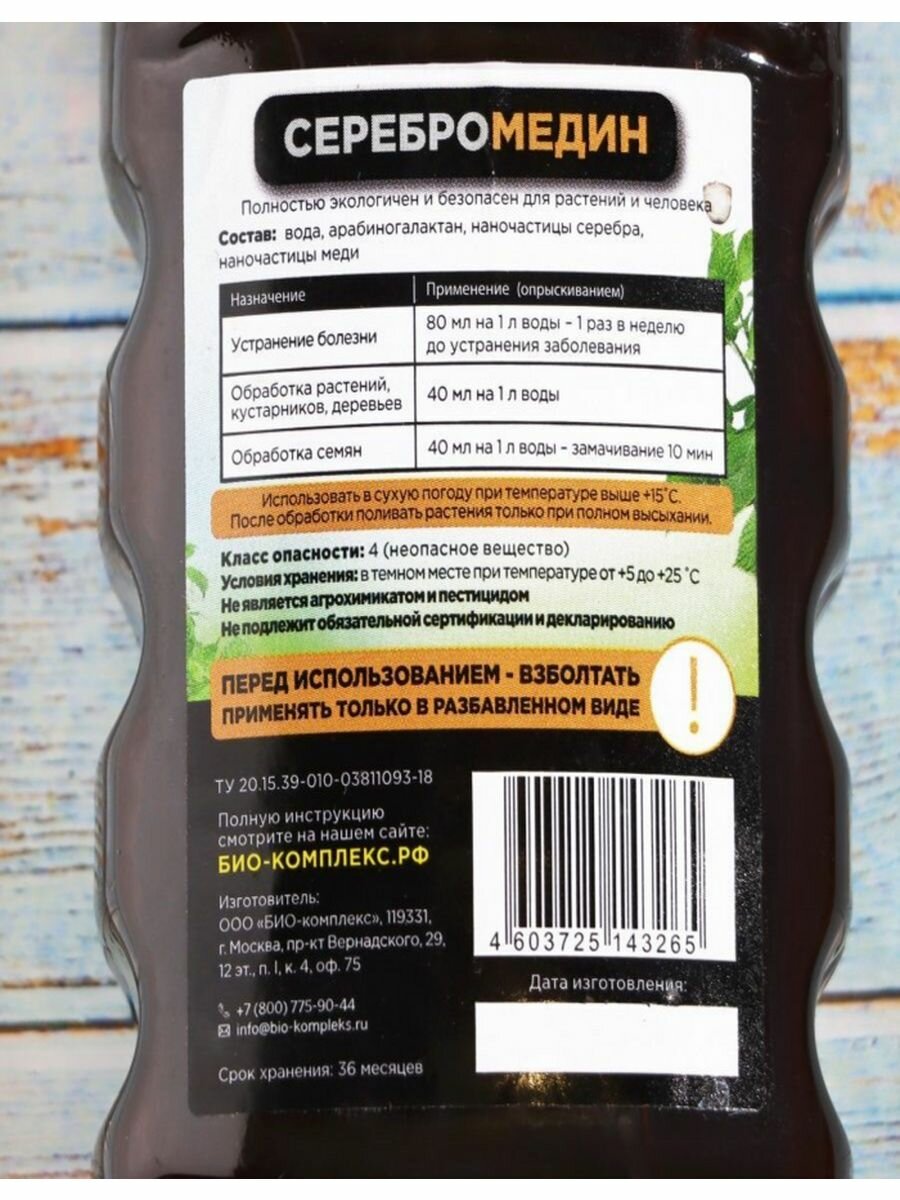 СЕРЕБРОМЕДИН
Полностью экологичен и безопасен для растений и человека
Состав: вода, арабиногалактан, наночастицы серебра,
наночастицы меди
Назначение
Применение (опрыскиванием)
Устранение болезни
80 мл на 1 л воды – 1 раз в неделю
до устранения заболевания
Обработка растений,
кустарников, деревьев
40 мл на 1 л воды
Обработка семян
40 мл на 1 л воды – замачивание 10 мин
Использовать в сухую погоду при температуре выше +15°С.
После обработки поливать растения только при полном высыхании.
Класс опасности: 4 (неопасное вещество)
Условия хранения: в темном месте при температуре от +5 до +25 °С
Не является агрохимикатом и пестицидом
Не подлежит обязательной сертификации и декларированию
ПЕРЕД ИСПОЛЬЗОВАНИЕМ - ВЗБОЛТАТЬ
ПРИМЕНЯТЬ ТОЛЬКО В РАЗБАВЛЕННОМ ВИДЕ
!
ТУ 20.15.39-010-03811093-18
Полную инструкцию
смотрите на нашем сайте:
БИО-КОМПЛЕКС.РФ
Изготовитель:
ООО «БИО-комплекс», 119331,
г. Москва, пр-кт Вернадского, 29,
12 эт., п. I, к. 4, оф. 75
+7 (800) 775-90-44
info@bio-kompleks.ru
Срок хранения: 36 месяцев
4 603725 143265
Дата изготовления: